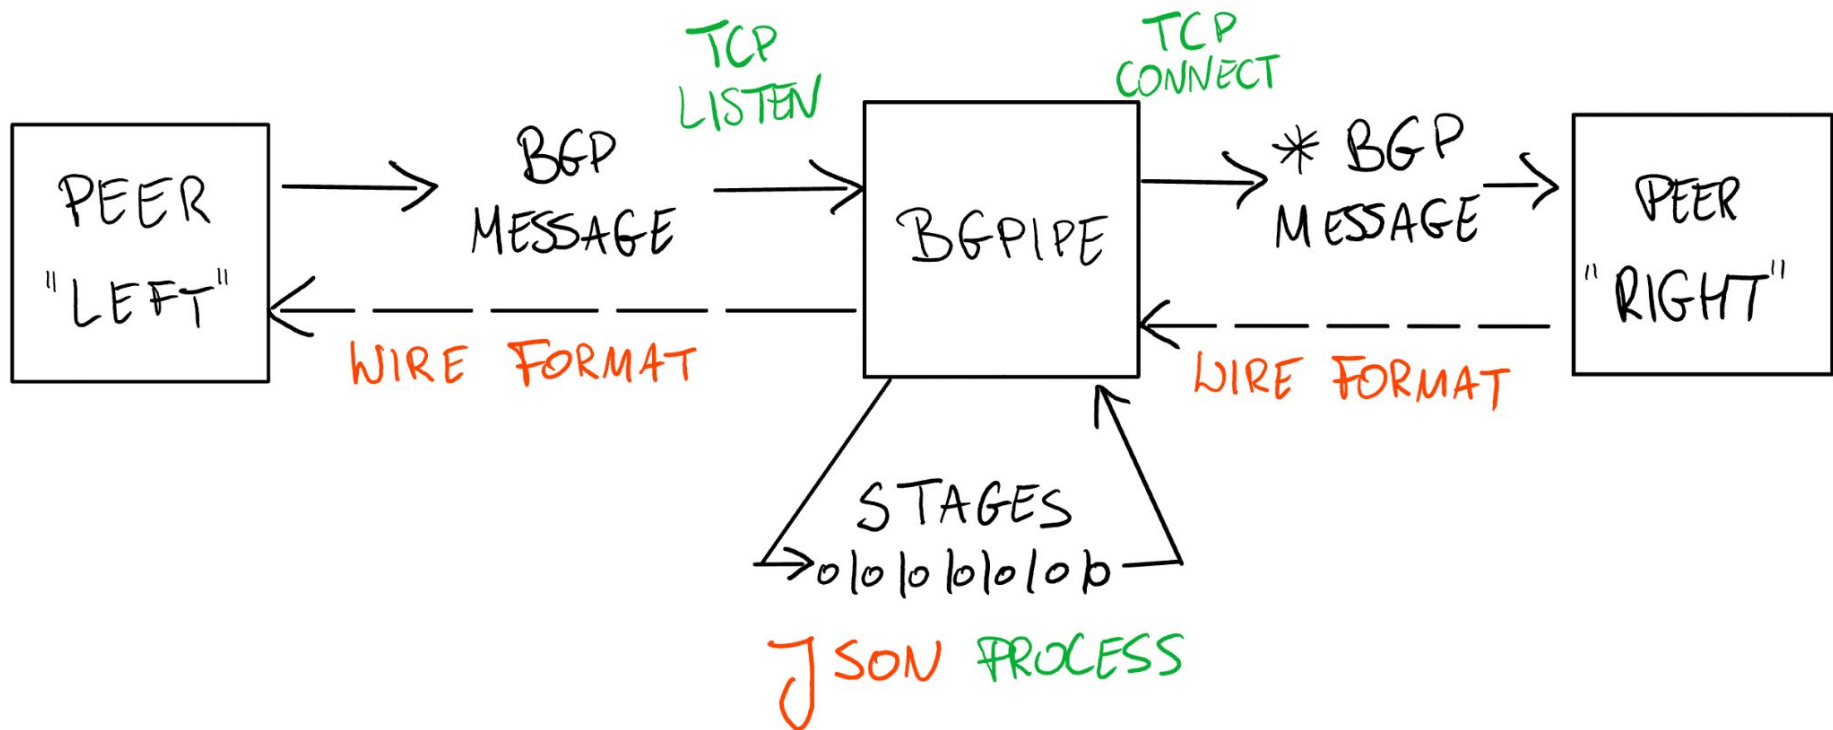 TCP
LISTEN
TCP
CONNECT
PEER
"LEFT"
BGP
MESSAGE
BGPIPE
* BGP
MESSAGE
PEER
"RIGHT"
WIRE FORMAT
WIRE FORMAT
STAGES
JSON PROCESS